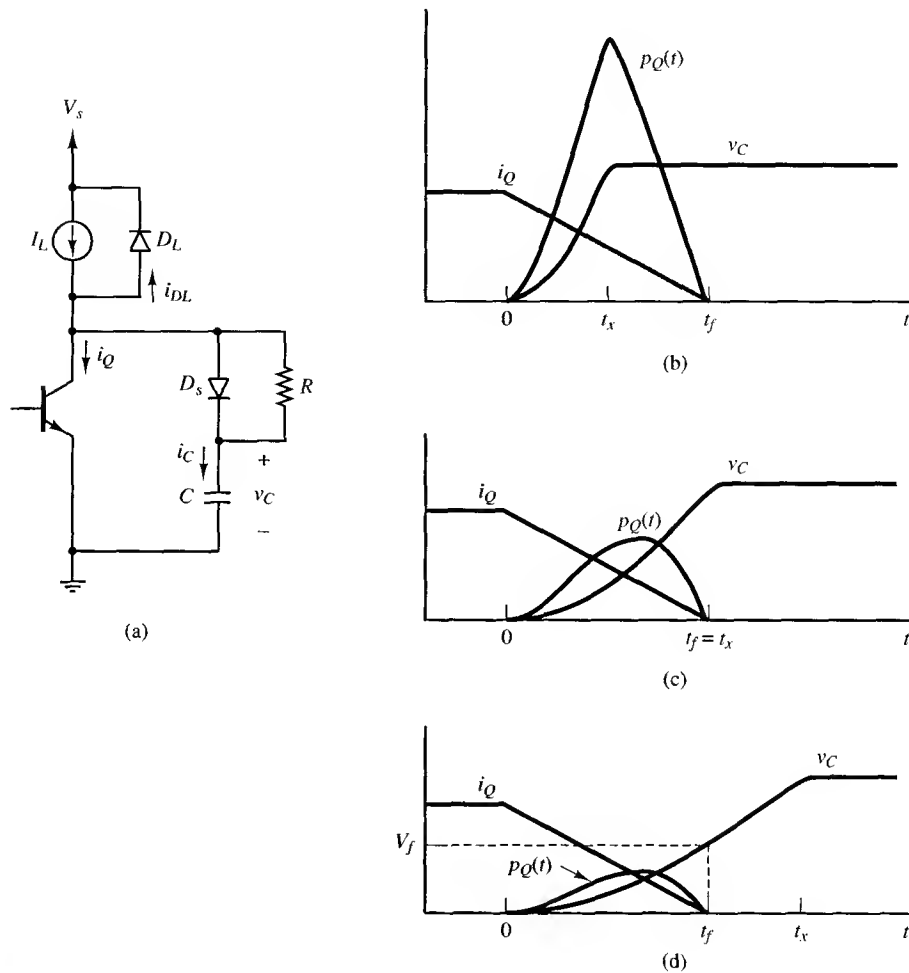 V_s
I_L
D_L
i_DL
i_Q
D_s
R
i_C
+
C
v_C
−
(a)
p_Q(t)
v_C
i_Q
0
t_x
t_f
t
(b)
v_C
i_Q
p_Q(t)
0
t_f = t_x
t
(c)
v_C
i_Q
V_f
p_Q(t)
0
t_f
t_x
t
(d)